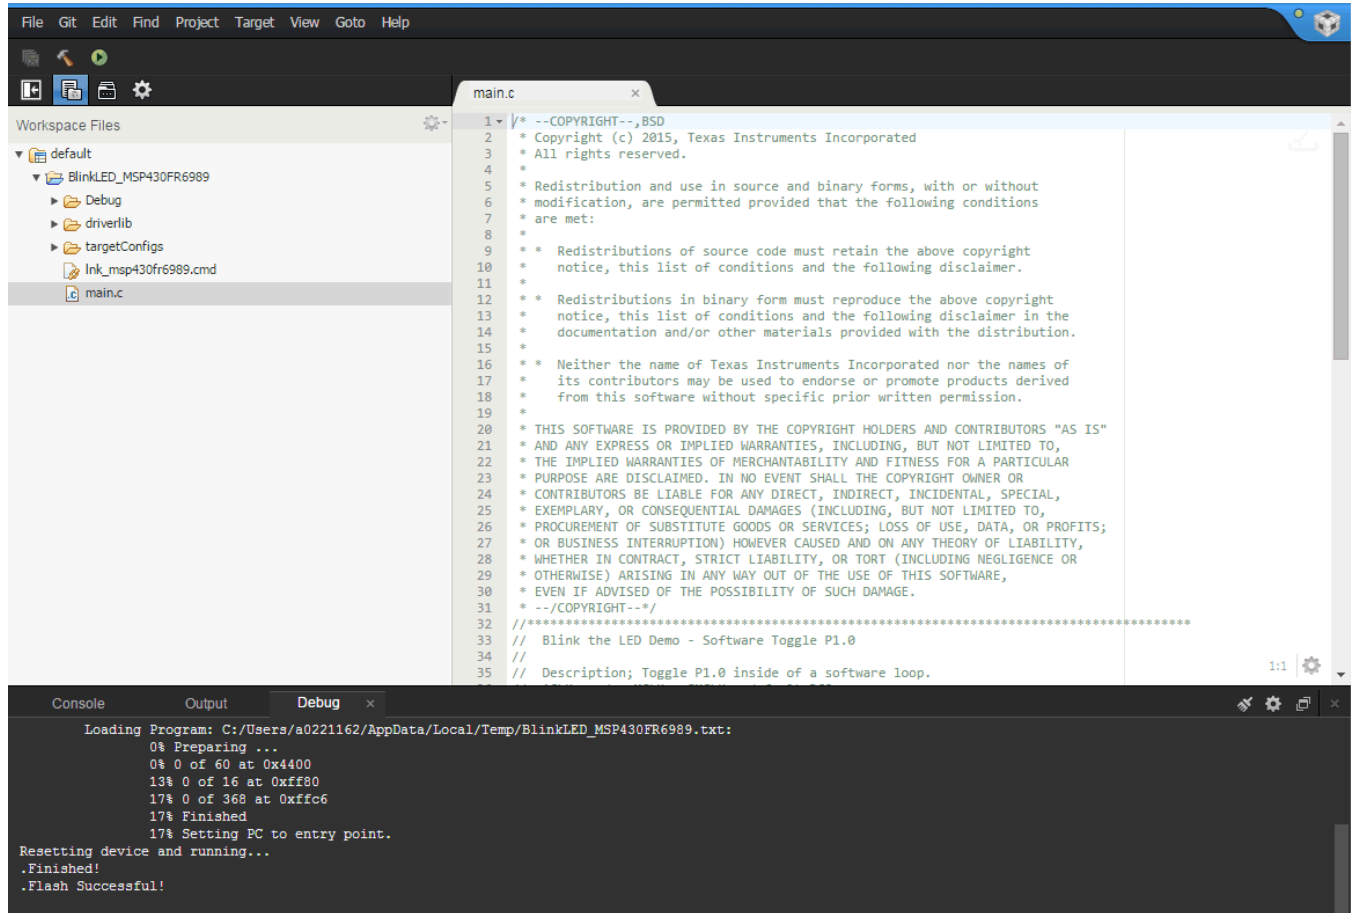 File Git Edit Find Project Target View Goto Help
main.c ×
Workspace Files
default
BlinkLED_MSP430FR6989
Debug
driverlib
targetConfigs
lnk_msp430fr6989.cmd
main.c
1 /* --COPYRIGHT--,BSD
2 * Copyright (c) 2015, Texas Instruments Incorporated
3 * All rights reserved.
4 *
5 * Redistribution and use in source and binary forms, with or without
6 * modification, are permitted provided that the following conditions
7 * are met:
8 *
9 * * Redistributions of source code must retain the above copyright
10 * notice, this list of conditions and the following disclaimer.
11 *
12 * * Redistributions in binary form must reproduce the above copyright
13 * notice, this list of conditions and the following disclaimer in the
14 * documentation and/or other materials provided with the distribution.
15 *
16 * * Neither the name of Texas Instruments Incorporated nor the names of
17 * its contributors may be used to endorse or promote products derived
18 * from this software without specific prior written permission.
19 *
20 * THIS SOFTWARE IS PROVIDED BY THE COPYRIGHT HOLDERS AND CONTRIBUTORS "AS IS"
21 * AND ANY EXPRESS OR IMPLIED WARRANTIES, INCLUDING, BUT NOT LIMITED TO,
22 * THE IMPLIED WARRANTIES OF MERCHANTABILITY AND FITNESS FOR A PARTICULAR
23 * PURPOSE ARE DISCLAIMED. IN NO EVENT SHALL THE COPYRIGHT OWNER OR
24 * CONTRIBUTORS BE LIABLE FOR ANY DIRECT, INDIRECT, INCIDENTAL, SPECIAL,
25 * EXEMPLARY, OR CONSEQUENTIAL DAMAGES (INCLUDING, BUT NOT LIMITED TO,
26 * PROCUREMENT OF SUBSTITUTE GOODS OR SERVICES; LOSS OF USE, DATA, OR PROFITS;
27 * OR BUSINESS INTERRUPTION) HOWEVER CAUSED AND ON ANY THEORY OF LIABILITY,
28 * WHETHER IN CONTRACT, STRICT LIABILITY, OR TORT (INCLUDING NEGLIGENCE OR
29 * OTHERWISE) ARISING IN ANY WAY OUT OF THE USE OF THIS SOFTWARE,
30 * EVEN IF ADVISED OF THE POSSIBILITY OF SUCH DAMAGE.
31 * --/COPYRIGHT--*/
32 //***************************************************************************************
33 // Blink the LED Demo - Software Toggle P1.0
34 //
35 // Description; Toggle P1.0 inside of a software loop.
1:1
Console Output Debug ×
Loading Program: C:/Users/a0221162/AppData/Local/Temp/BlinkLED_MSP430FR6989.txt:
0% Preparing ...
0% 0 of 60 at 0x4400
13% 0 of 16 at 0xff80
17% 0 of 368 at 0xffc6
17% Finished
17% Setting PC to entry point.
Resetting device and running...
.Finished!
.Flash Successful!